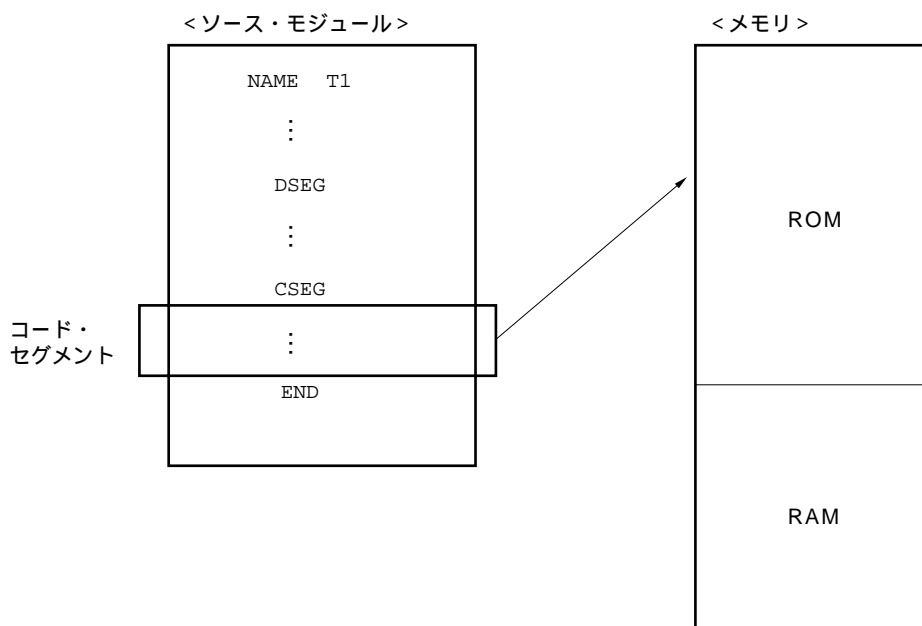 <ソース・モジュール>
NAME T1
⋮
DSEG
⋮
CSEG
コード・
セグメント
⋮
END
<メモリ>
ROM
RAM